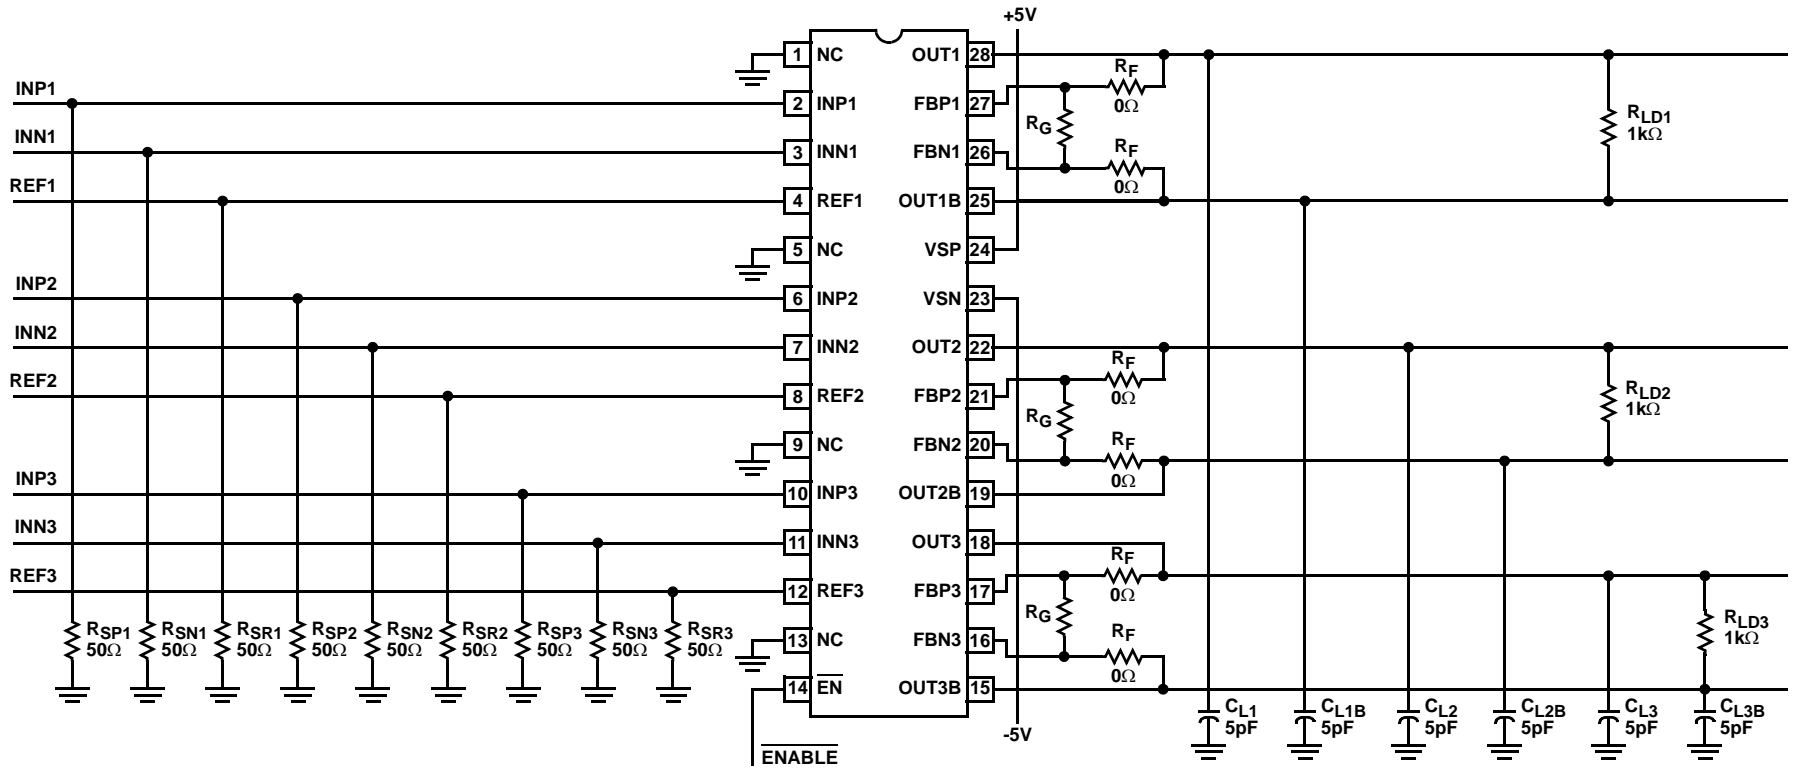 +5V
1 NC OUT1 28
INP1 2 INP1 FBP1 27
RF
0Ω
RG
RLD1
1kΩ
INN1 3 INN1 FBN1 26
RF
0Ω
REF1 4 REF1 OUT1B 25
5 NC VSP 24
INP2 6 INP2 VSN 23
INN2 7 INN2 OUT2 22
RF
0Ω
REF2 8 REF2 FBP2 21
RG
RLD2
1kΩ
9 NC FBN2 20
RF
0Ω
INP3 10 INP3 OUT2B 19
INN3 11 INN3 OUT3 18
RF
0Ω
REF3 12 REF3 FBP3 17
RG
13 NC FBN3 16
RF
0Ω
RLD3
1kΩ
14 EN OUT3B 15
RSP1 RSN1 RSR1 RSP2 RSN2 RSR2 RSP3 RSN3 RSR3
50Ω 50Ω 50Ω 50Ω 50Ω 50Ω 50Ω 50Ω 50Ω
CL1 CL1B CL2 CL2B CL3 CL3B
5pF 5pF 5pF 5pF 5pF 5pF
-5V
ENABLE